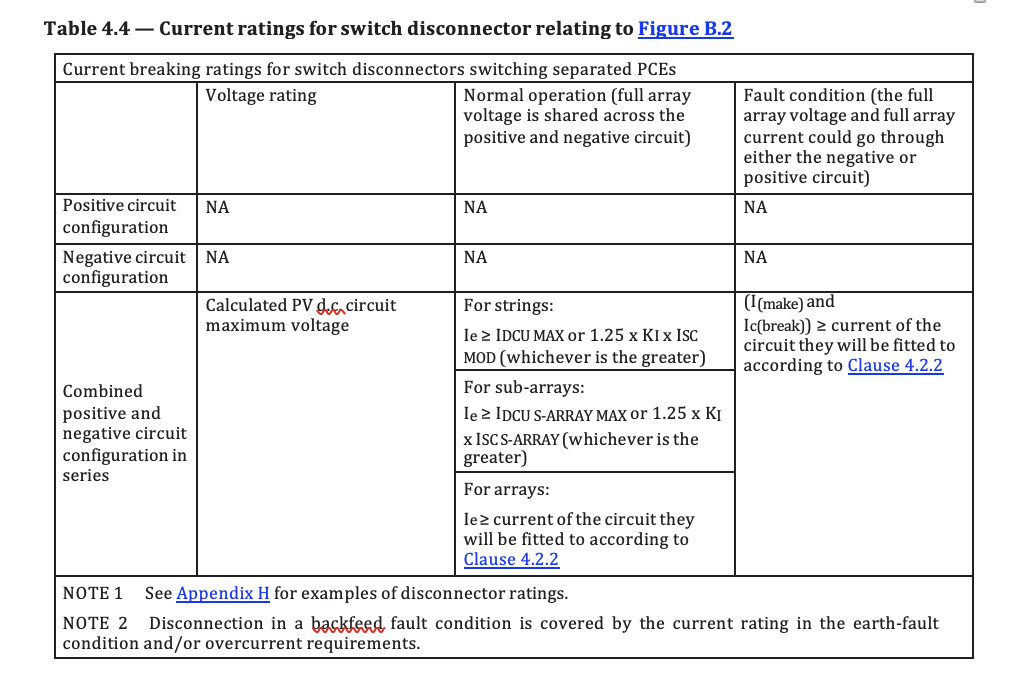 Table 4.4 — Current ratings for switch disconnector relating to Figure B.2
Current breaking ratings for switch disconnectors switching separated PCEs
Voltage rating
Normal operation (full array
voltage is shared across the
positive and negative circuit)
Fault condition (the full
array voltage and full array
current could go through
either the negative or
positive circuit)
Positive circuit
configuration
NA
NA
NA
Negative circuit
configuration
NA
NA
NA
Combined
positive and
negative circuit
configuration in
series
Calculated PV d.c. circuit
maximum voltage
For strings:
Ie ≥ IDCU MAX or 1.25 x KI x ISC
MOD (whichever is the greater)
For sub-arrays:
Ie ≥ IDCU S-ARRAY MAX or 1.25 x KI
x ISC S-ARRAY (whichever is the
greater)
For arrays:
Ie ≥ current of the circuit they
will be fitted to according to
Clause 4.2.2
(I(make) and
Ic(break)) ≥ current of the
circuit they will be fitted to
according to Clause 4.2.2
NOTE 1 See Appendix H for examples of disconnector ratings.
NOTE 2 Disconnection in a backfeed fault condition is covered by the current rating in the earth-fault
condition and/or overcurrent requirements.